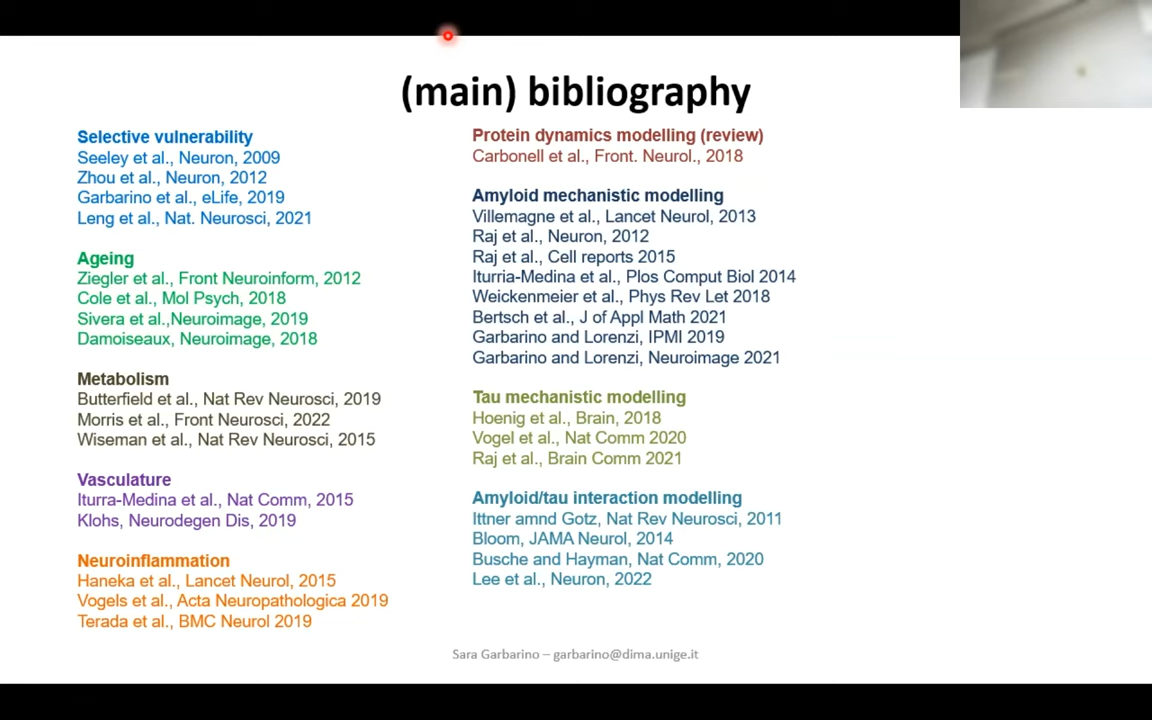 (main) bibliography
Selective vulnerability
Seeley et al., Neuron, 2009
Zhou et al., Neuron, 2012
Garbarino et al., eLife, 2019
Leng et al., Nat. Neurosci, 2021
Ageing
Ziegler et al., Front Neuroinform, 2012
Cole et al., Mol Psych, 2018
Sivera et al.,Neuroimage, 2019
Damoiseaux, Neuroimage, 2018
Metabolism
Butterfield et al., Nat Rev Neurosci, 2019
Morris et al., Front Neurosci, 2022
Wiseman et al., Nat Rev Neurosci, 2015
Vasculature
Iturra-Medina et al., Nat Comm, 2015
Klohs, Neurodegen Dis, 2019
Neuroinflammation
Haneka et al., Lancet Neurol, 2015
Vogels et al., Acta Neuropathologica 2019
Terada et al., BMC Neurol 2019
Protein dynamics modelling (review)
Carbonell et al., Front. Neurol., 2018
Amyloid mechanistic modelling
Villemagne et al., Lancet Neurol, 2013
Raj et al., Neuron, 2012
Raj et al., Cell reports 2015
Iturria-Medina et al., Plos Comput Biol 2014
Weickenmeier et al., Phys Rev Let 2018
Bertsch et al., J of Appl Math 2021
Garbarino and Lorenzi, IPMI 2019
Garbarino and Lorenzi, Neuroimage 2021
Tau mechanistic modelling
Hoenig et al., Brain, 2018
Vogel et al., Nat Comm 2020
Raj et al., Brain Comm 2021
Amyloid/tau interaction modelling
Ittner amnd Gotz, Nat Rev Neurosci, 2011
Bloom, JAMA Neurol, 2014
Busche and Hayman, Nat Comm, 2020
Lee et al., Neuron, 2022
Sara Garbarino – garbarino@dima.unige.it